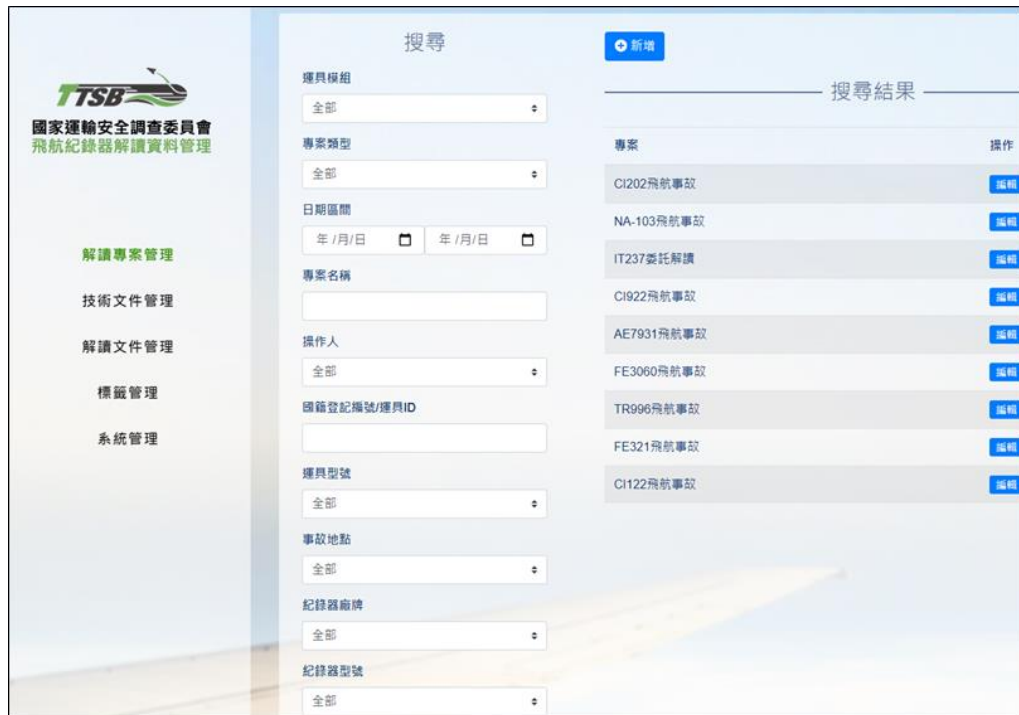 TTSB
國家運輸安全調查委員會
飛航紀錄器解讀資料管理
解讀專案管理
技術文件管理
解讀文件管理
標籤管理
系統管理
搜尋
運具模組
全部
專案類型
全部
日期區間
年 /月/日
年 /月/日
專案名稱
操作人
全部
國籍登記編號/運具ID
運具型號
全部
事故地點
全部
紀錄器廠牌
全部
紀錄器型號
全部
新增
搜尋結果
專案 操作
CI202飛航事故 編輯
NA-103飛航事故 編輯
IT237委託解讀 編輯
CI922飛航事故 編輯
AE7931飛航事故 編輯
FE3060飛航事故 編輯
TR996飛航事故 編輯
FE321飛航事故 編輯
CI122飛航事故 編輯